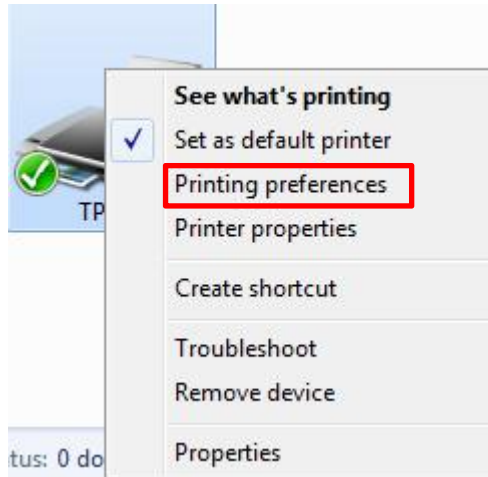 See what's printing
Set as default printer
Printing preferences
TP
Printer properties
Create shortcut
Troubleshoot
Remove device
tus: 0 do
Properties